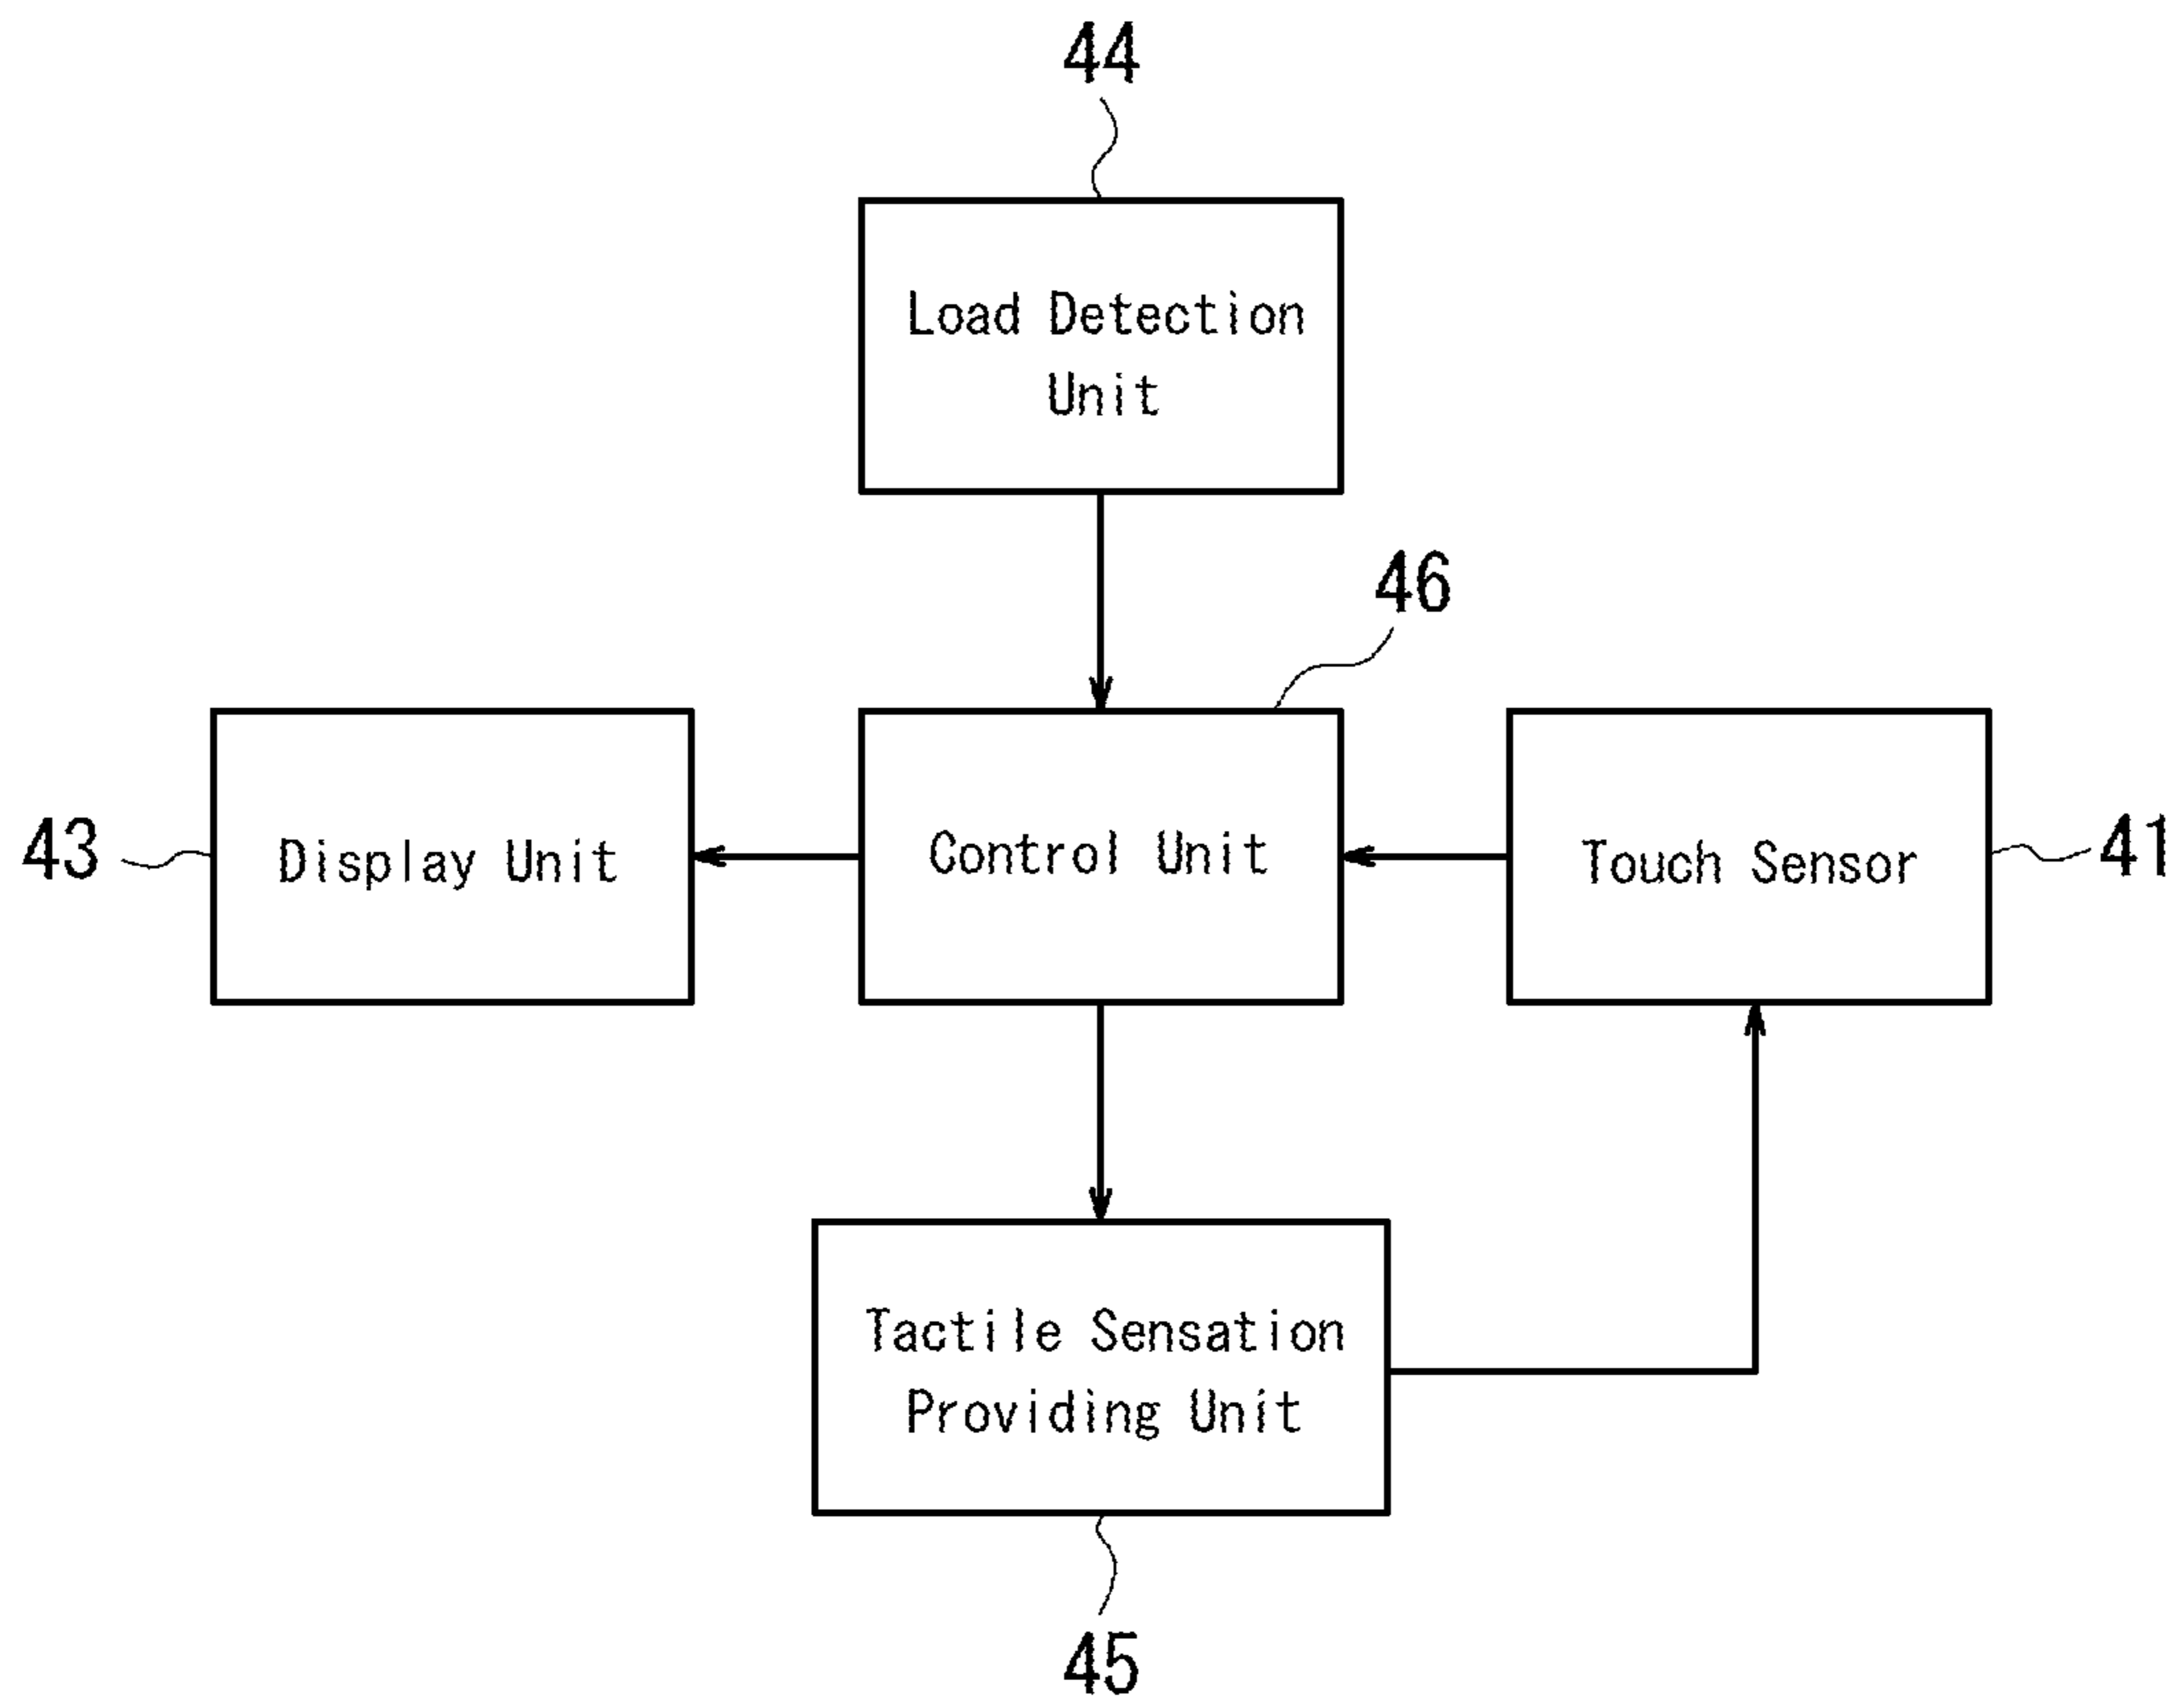 44
Load Detection
Unit
46
43
Display Unit
Control Unit
Touch Sensor
41
Tactile Sensation
Providing Unit
45